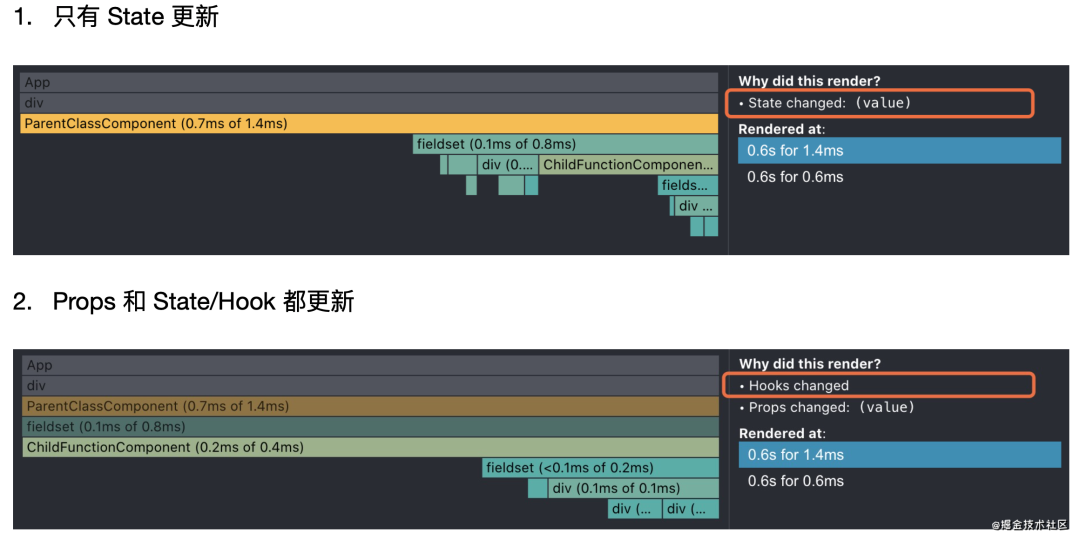 1. 只有 State 更新
App
div
ParentClassComponent (0.7ms of 1.4ms)
fieldset (0.1ms of 0.8ms)
div (0.... ChildFunctionComponen...
fields...
div ...
Why did this render?
• State changed: (value)
Rendered at:
0.6s for 1.4ms
0.6s for 0.6ms
2. Props 和 State/Hook 都更新
App
div
ParentClassComponent (0.7ms of 1.4ms)
fieldset (0.1ms of 0.8ms)
ChildFunctionComponent (0.2ms of 0.4ms)
fieldset (<0.1ms of 0.2ms)
div (0.1ms of 0.1ms)
div (... div (...
Why did this render?
• Hooks changed
• Props changed: (value)
Rendered at:
0.6s for 1.4ms
0.6s for 0.6ms
@掘金技术社区